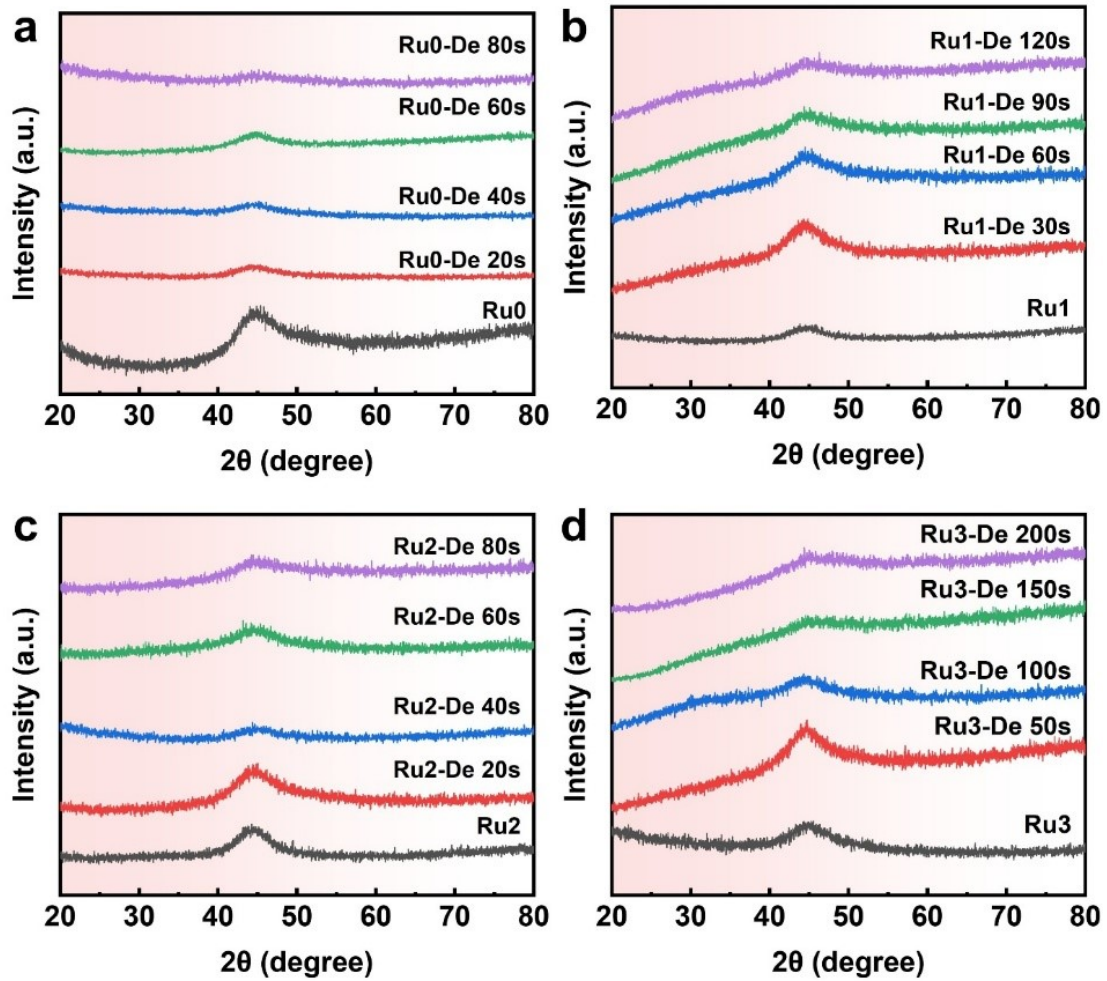 a
Ru0-De 80s
Ru0-De 60s
Ru0-De 40s
Ru0-De 20s
Ru0
Intensity (a.u.)
20 30 40 50 60 70 80
2θ (degree)
b
Ru1-De 120s
Ru1-De 90s
Ru1-De 60s
Ru1-De 30s
Ru1
Intensity (a.u.)
20 30 40 50 60 70 80
2θ (degree)
c
Ru2-De 80s
Ru2-De 60s
Ru2-De 40s
Ru2-De 20s
Ru2
Intensity (a.u.)
20 30 40 50 60 70 80
2θ (degree)
d
Ru3-De 200s
Ru3-De 150s
Ru3-De 100s
Ru3-De 50s
Ru3
Intensity (a.u.)
20 30 40 50 60 70 80
2θ (degree)